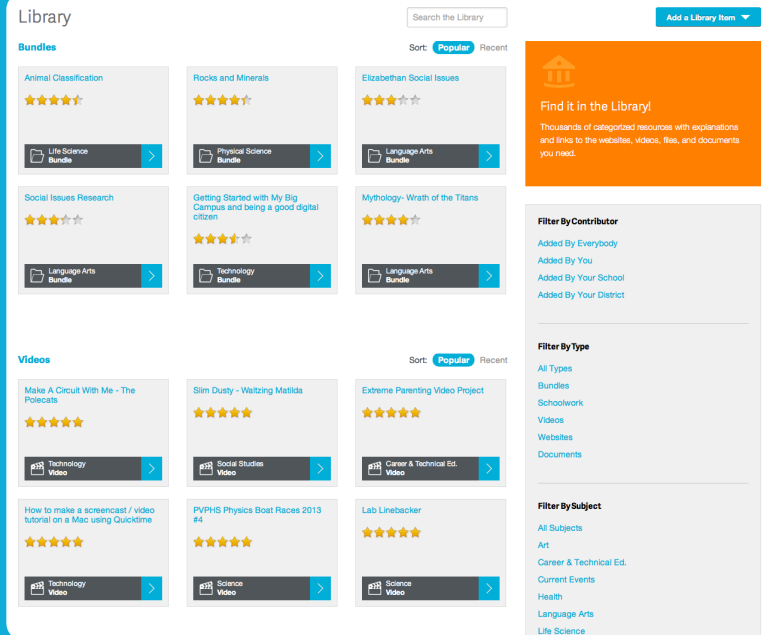 Library
Search the Library
Add a Library Item
Bundles
Sort: Popular Recent
Animal Classification
Life Science
Bundle
Rocks and Minerals
Physical Science
Bundle
Elizabethan Social Issues
Language Arts
Bundle
Social Issues Research
Language Arts
Bundle
Getting Started with My Big
Campus and being a good digital
citizen
Technology
Bundle
Mythology- Wrath of the Titans
Language Arts
Bundle
Videos
Sort: Popular Recent
Make A Circuit With Me - The
Polecats
Technology
Video
Slim Dusty - Waltzing Matilda
Social Studies
Video
Extreme Parenting Video Project
Career & Technical Ed.
Video
How to make a screencast / video
tutorial on a Mac using Quicktime
Technology
Video
PVPHS Physics Boat Races 2013
#4
Science
Video
Lab Linebacker
Science
Video
Find it in the Library!
Thousands of categorized resources with explanations
and links to the websites, videos, files, and documents
you need.
Filter By Contributor
Added By Everybody
Added By You
Added By Your School
Added By Your District
Filter By Type
All Types
Bundles
Schoolwork
Videos
Websites
Documents
Filter By Subject
All Subjects
Art
Career & Technical Ed.
Current Events
Health
Language Arts
Life Science